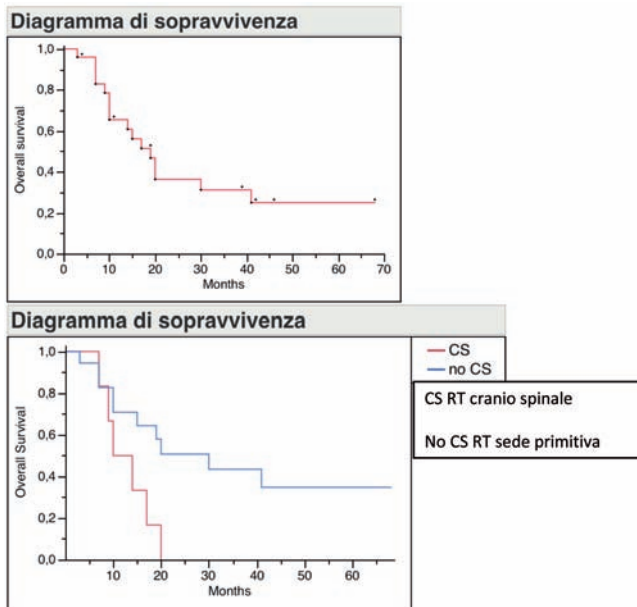 Diagramma di sopravvivenza
Overall survival
1,0
0,8
0,6
0,4
0,2
0,0
0 10 20 30 40 50 60 70
Months
Diagramma di sopravvivenza
Overall Survival
1,0
0,8
0,6
0,4
0,2
0,0
10 20 30 40 50 60
Months
CS
no CS
CS RT cranio spinale
No CS RT sede primitiva